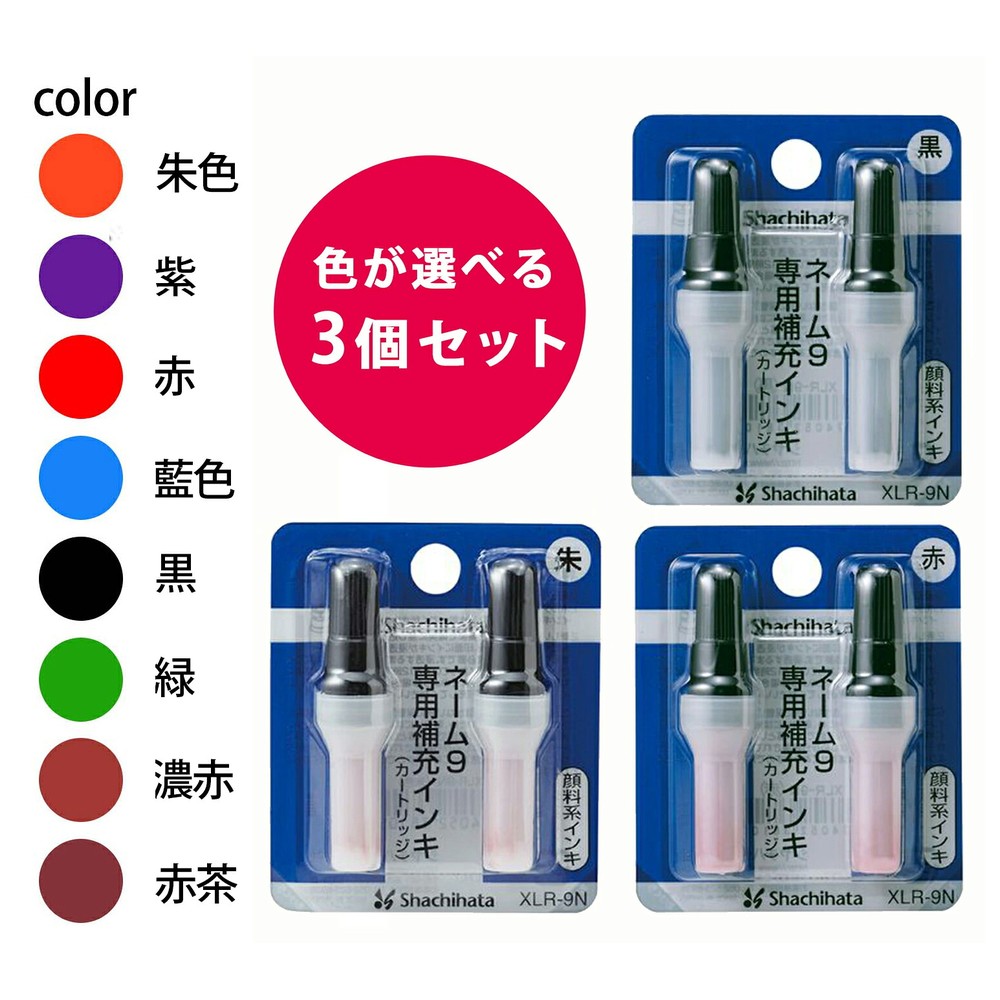 color
朱色
紫
赤
藍色
黒
緑
濃赤
赤茶
色が選べる
3個セット
黒
Shachihata
ネーム9
専用補充インキ
(カートリッジ)
顔料系インキ
Shachihata XLR-9N
朱
Shachihata
ネーム9
専用補充インキ
(カートリッジ)
顔料系インキ
Shachihata XLR-9N
赤
Shachihata
ネーム9
専用補充インキ
(カートリッジ)
顔料系インキ
Shachihata XLR-9N